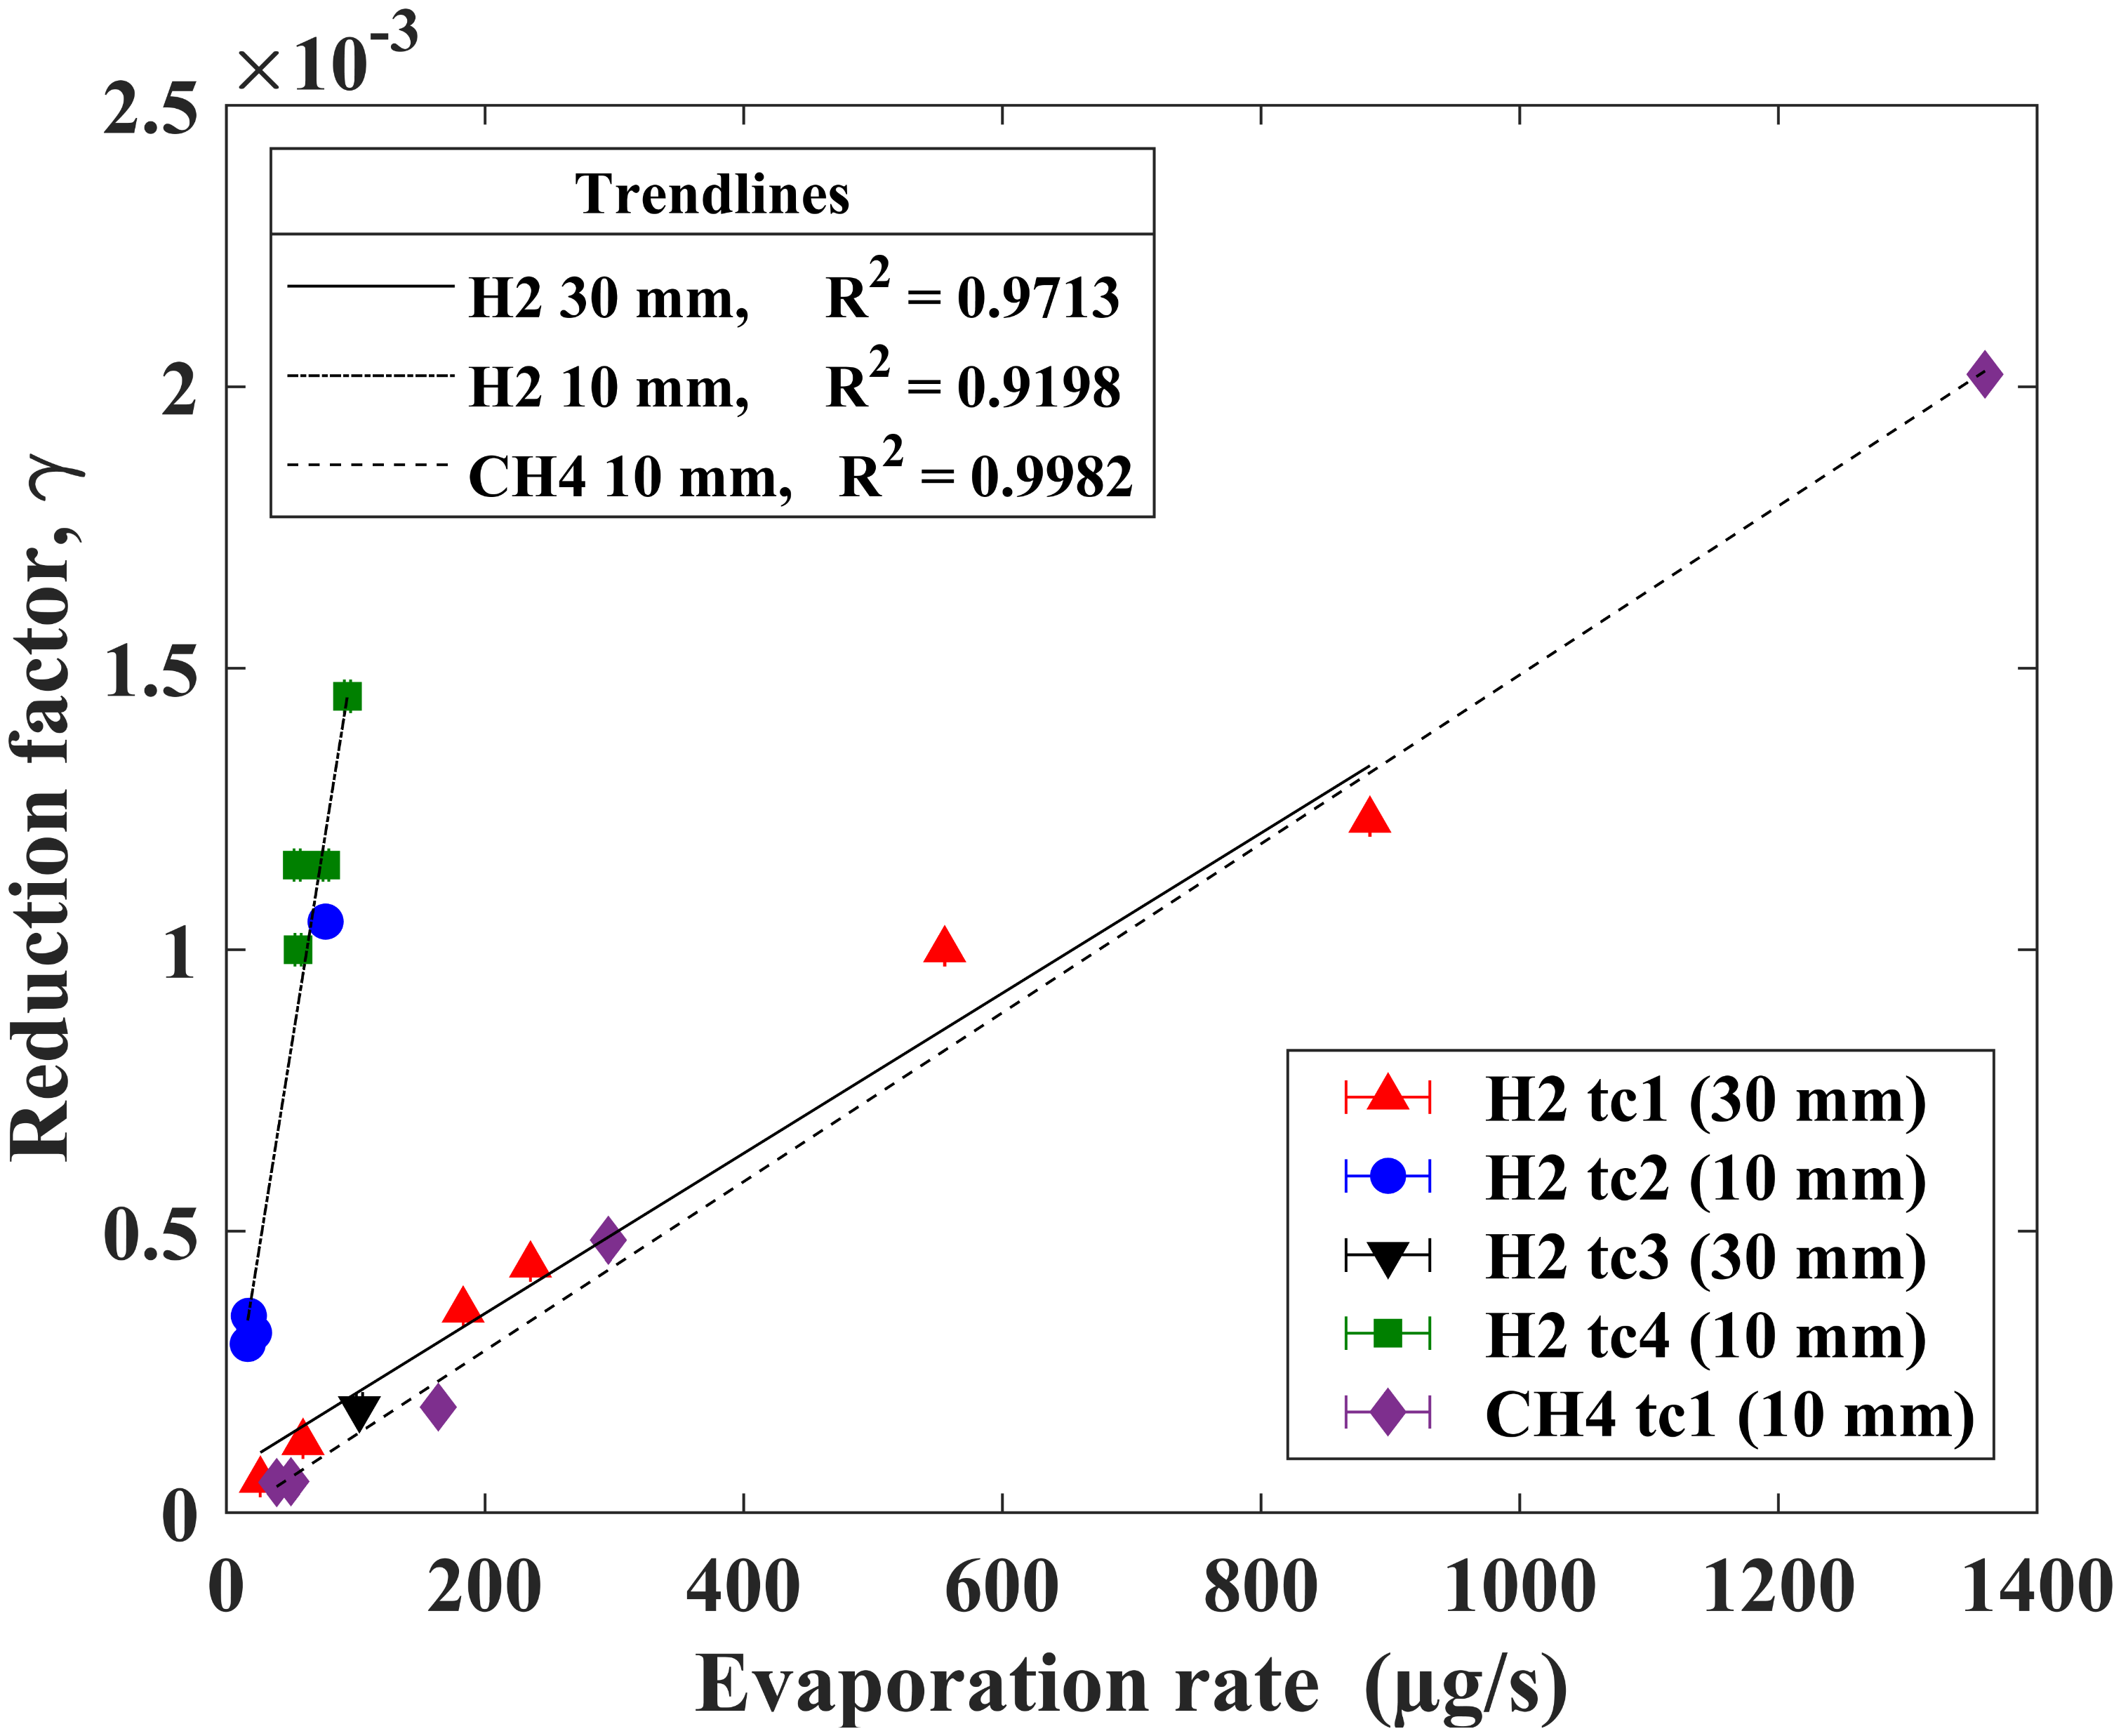 ×10-3
2.5
2
1.5
1
0.5
0
Reduction factor, γ
Trendlines
H2 30 mm, R2 = 0.9713
H2 10 mm, R2 = 0.9198
CH4 10 mm, R2 = 0.9982
H2 tc1 (30 mm)
H2 tc2 (10 mm)
H2 tc3 (30 mm)
H2 tc4 (10 mm)
CH4 tc1 (10 mm)
0 200 400 600 800 1000 1200 1400
Evaporation rate (μg/s)